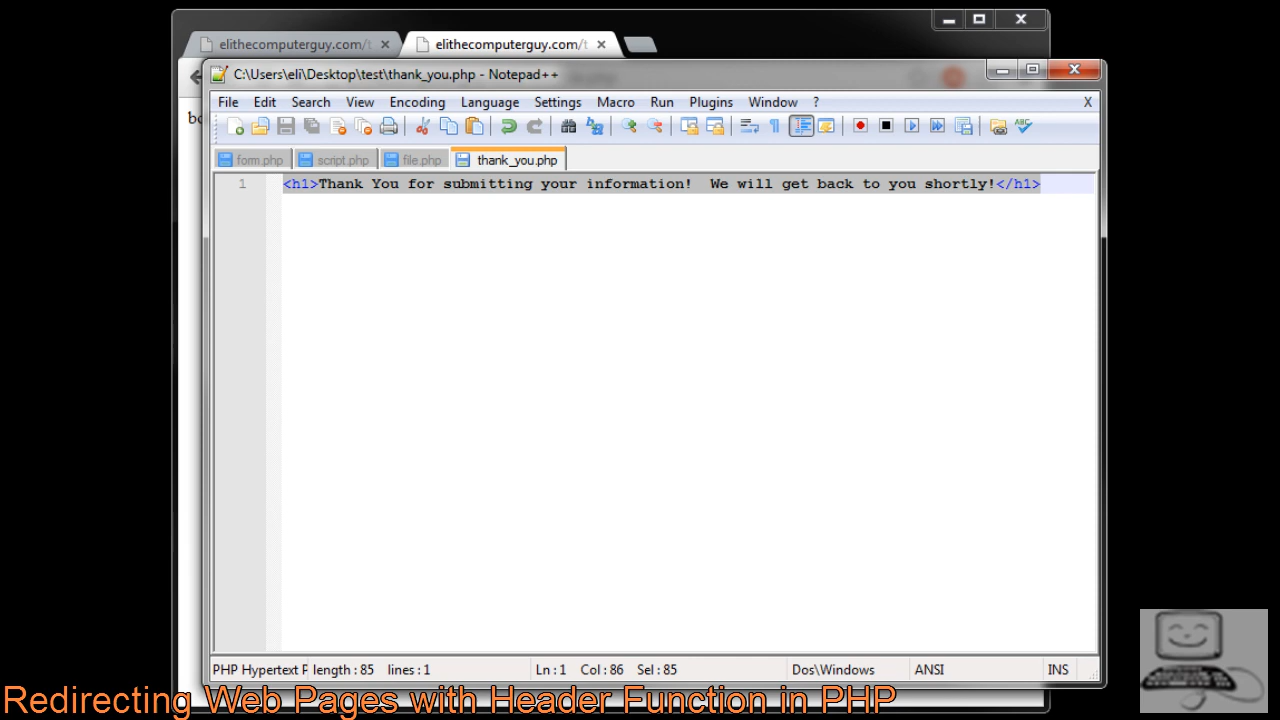 elithecomputerguy.com/t
elithecomputerguy.com/t
C:\Users\eli\Desktop\test\thank_you.php - Notepad++
File Edit Search View Encoding Language Settings Macro Run Plugins Window ? X
form.php script.php file.php thank_you.php
1 <h1>Thank You for submitting your information!  We will get back to you shortly!</h1>
PHP Hypertext P length : 85 lines : 1 Ln : 1 Col : 86 Sel : 85 Dos\Windows ANSI INS
Redirecting Web Pages with Header Function in PHP